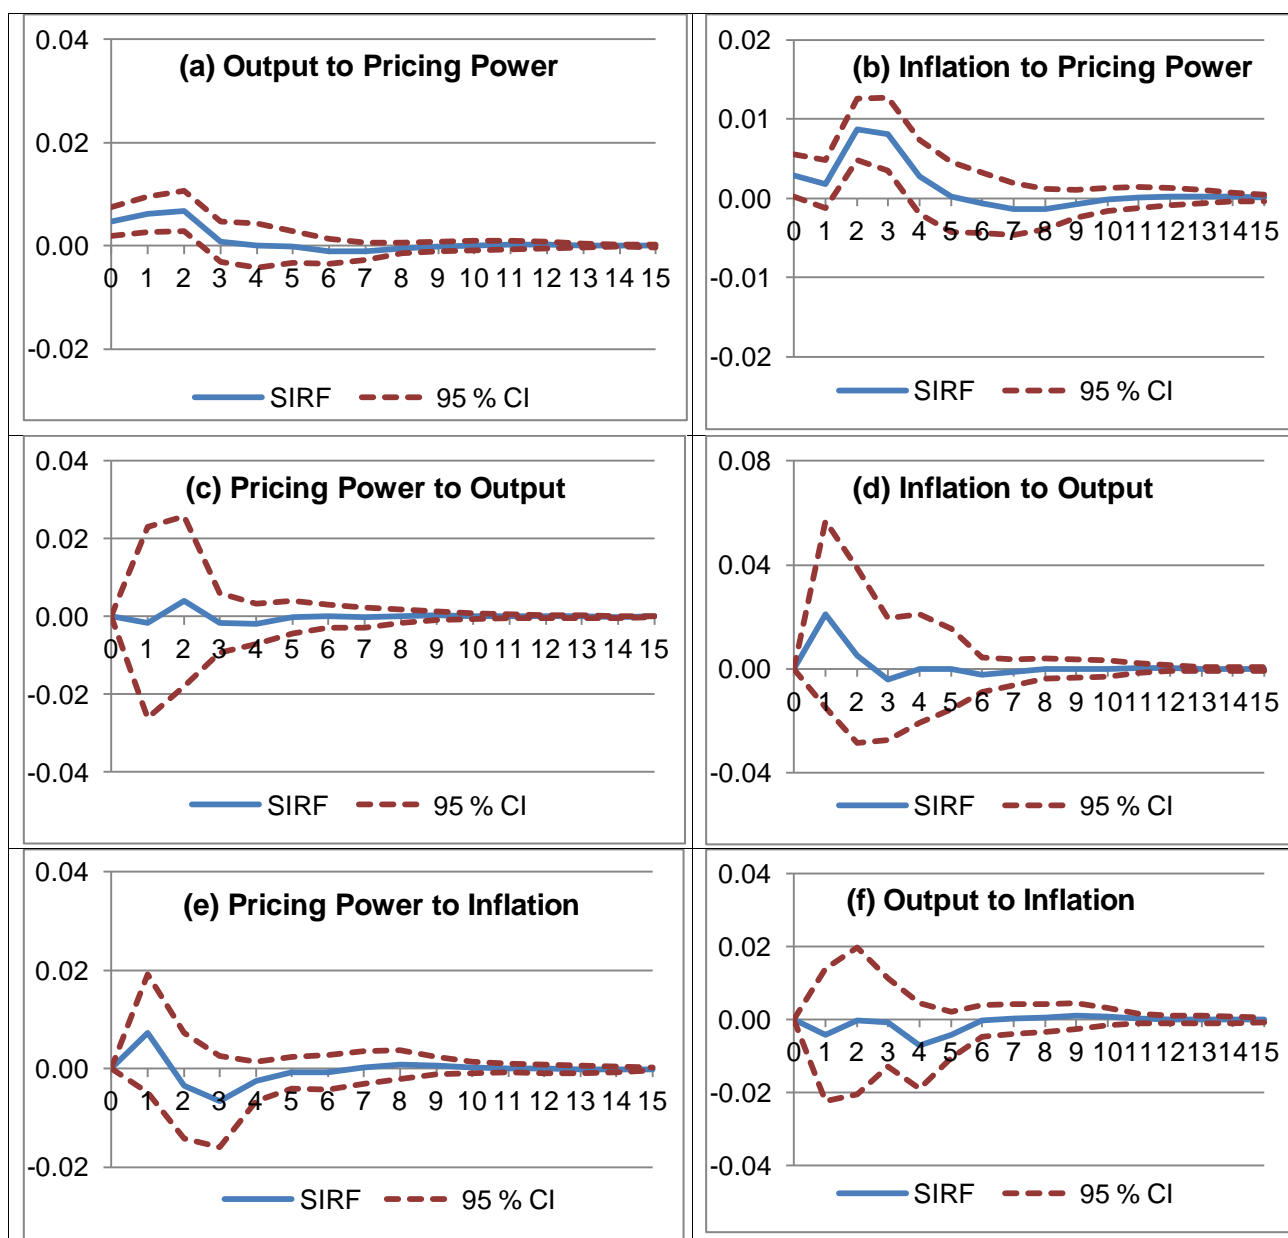 (a) Output to Pricing Power
0.04
0.02
0.00
-0.02
0 1 2 3 4 5 6 7 8 9 10 11 12 13 14 15
SIRF 95 % CI
(b) Inflation to Pricing Power
0.02
0.01
0.00
-0.01
-0.02
0 1 2 3 4 5 6 7 8 9 10 11 12 13 14 15
SIRF 95 % CI
(c) Pricing Power to Output
0.04
0.02
0.00
-0.02
-0.04
0 1 2 3 4 5 6 7 8 9 10 11 12 13 14 15
SIRF 95 % CI
(d) Inflation to Output
0.08
0.04
0.00
-0.04
0 1 2 3 4 5 6 7 8 9 10 11 12 13 14 15
SIRF 95 % CI
(e) Pricing Power to Inflation
0.04
0.02
0.00
-0.02
0 1 2 3 4 5 6 7 8 9 10 11 12 13 14 15
SIRF 95 % CI
(f) Output to Inflation
0.04
0.02
0.00
-0.02
-0.04
0 1 2 3 4 5 6 7 8 9 10 11 12 13 14 15
SIRF 95 % CI